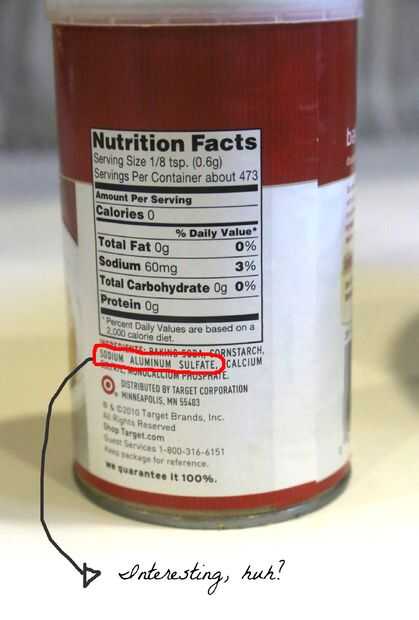 Nutrition Facts
Serving Size 1/8 tsp. (0.6g)
Servings Per Container about 473
Amount Per Serving
Calories 0
% Daily Value*
Total Fat 0g 0%
Sodium 60mg 3%
Total Carbohydrate 0g 0%
Protein 0g
*Percent Daily Values are based on a
2,000 calorie diet.
INGREDIENTS: BAKING SODA, CORNSTARCH,
SODIUM ALUMINUM SULFATE, CALCIUM
MONOCALCIUM PHOSPHATE.
DISTRIBUTED BY TARGET CORPORATION
MINNEAPOLIS, MN 55403
® & ©2010 Target Brands, Inc.
All Rights Reserved
Shop Target.com
Guest Services 1-800-316-6151
Keep package for reference.
we guarantee it 100%.
Interesting, huh?